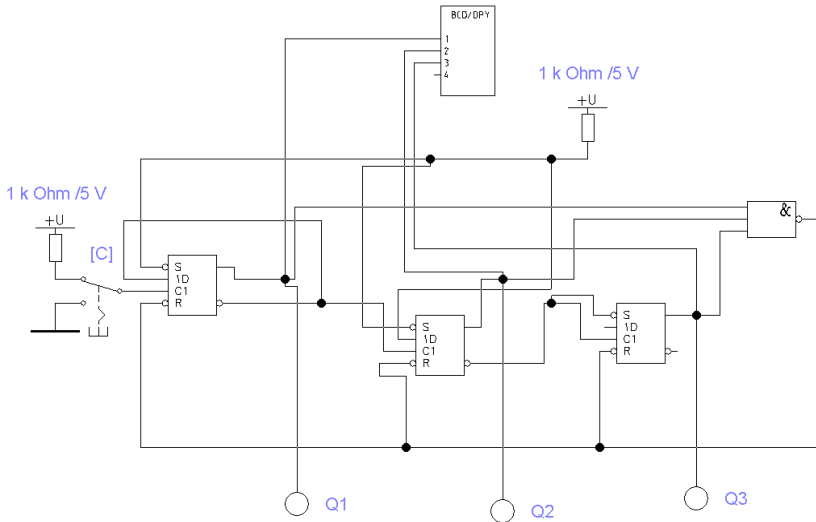 BCD/DPY
1
2
3
4
1 k Ohm /5 V
+U
1 k Ohm /5 V
+U
[C]
&
S
1D
C1
R
S
1D
C1
R
S
1D
C1
R
Q1
Q2
Q3